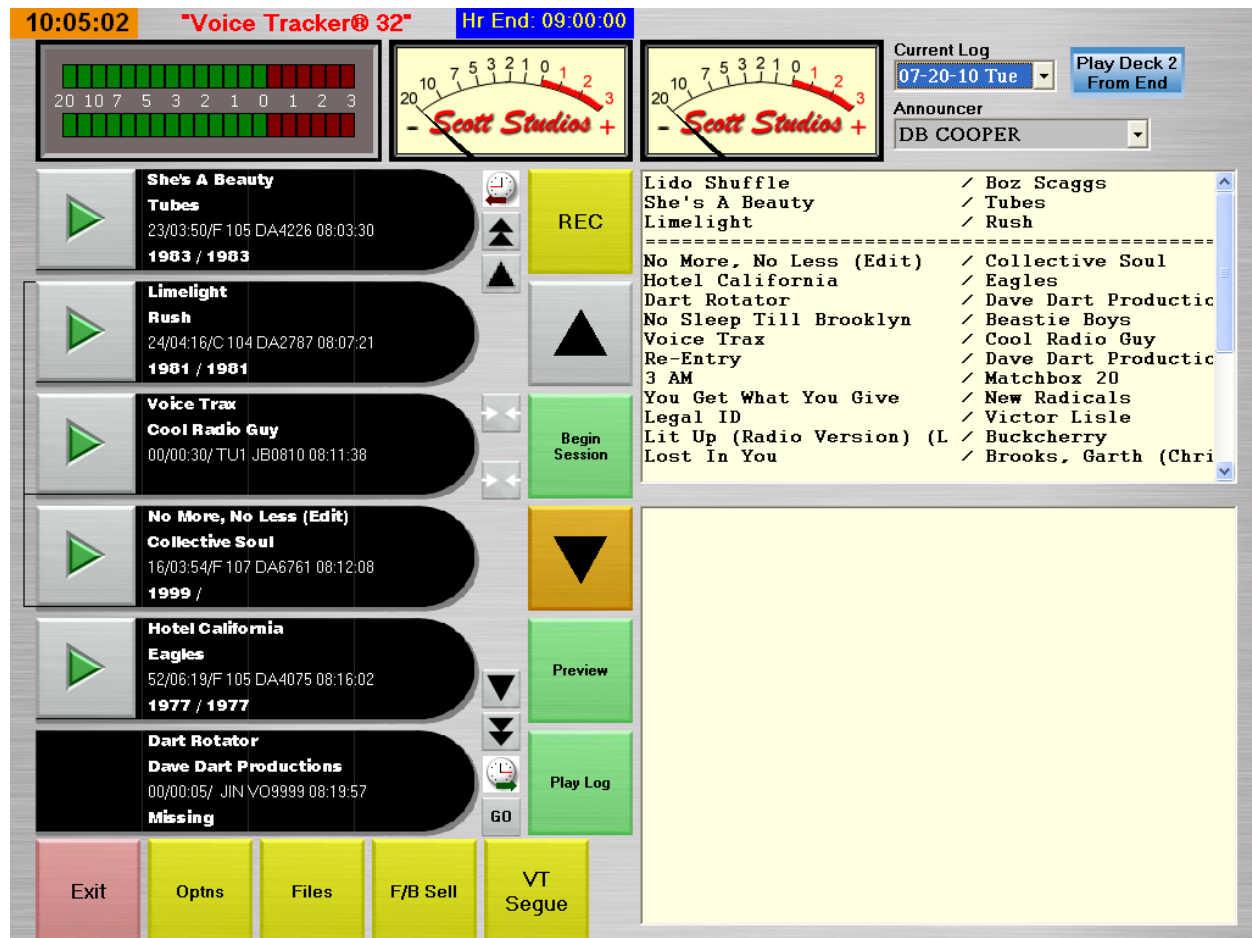 10:05:02 "Voice Tracker® 32" Hr End: 09:00:00
20 10 7 5 3 2 1 0 1 2 3
20 10 7 5 3 2 1 0 1 2 3
- Scott Studios +
20 10 7 5 3 2 1 0 1 2 3
- Scott Studios +
Current Log
07-20-10 Tue
Play Deck 2
From End
Announcer
DB COOPER
She's A Beauty
Tubes
23/03:50/F 105 DA4226 08:03:30
1983 / 1983
REC
Limelight
Rush
24/04:16/C 104 DA2787 08:07:21
1981 / 1981
Voice Trax
Cool Radio Guy
00/00:30/ TU1 JB0810 08:11:38
Begin
Session
No More, No Less (Edit)
Collective Soul
16/03:54/F 107 DA6761 08:12:08
1999 /
Hotel California
Eagles
52/06:19/F 105 DA4075 08:16:02
1977 / 1977
Preview
Dart Rotator
Dave Dart Productions
00/00:05/ JIN VO9999 08:19:57
Missing
GO
Play Log
Lido Shuffle / Boz Scaggs
She's A Beauty / Tubes
Limelight / Rush
==================================================
No More, No Less (Edit) / Collective Soul
Hotel California / Eagles
Dart Rotator / Dave Dart Productic
No Sleep Till Brooklyn / Beastie Boys
Voice Trax / Cool Radio Guy
Re-Entry / Dave Dart Productic
3 AM / Matchbox 20
You Get What You Give / New Radicals
Legal ID / Victor Lisle
Lit Up (Radio Version) (L / Buckcherry
Lost In You / Brooks, Garth (Chri
Exit
Optns
Files
F/B Sell
VT
Segue